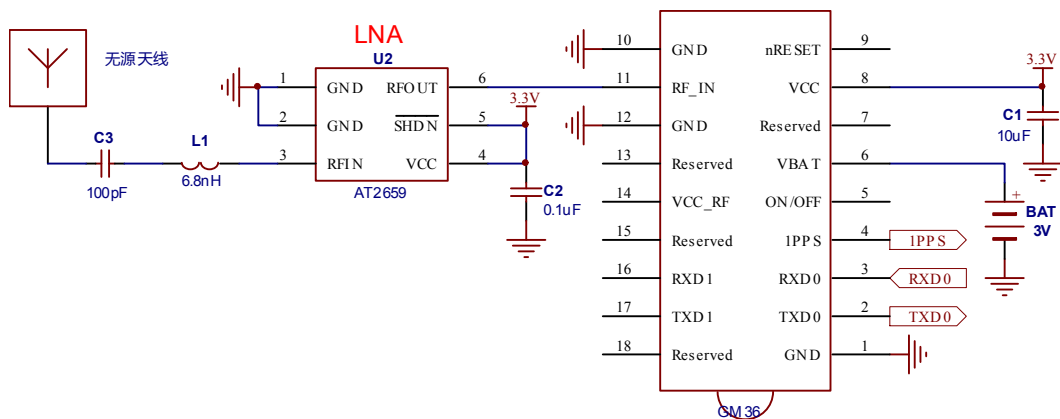 无源天线
C3
100pF
L1
6.8nH
LNA
U2
1 GND RFOUT 6
2 GND SHDN 5
3 RFIN VCC 4
AT2659
3.3V
C2
0.1uF
10 GND nRESET 9
11 RF_IN VCC 8
12 GND Reserved 7
13 Reserved VBAT 6
14 VCC_RF ON/OFF 5
15 Reserved 1PPS 4 1PPS
16 RXD1 RXD0 3 RXD0
17 TXD1 TXD0 2 TXD0
18 Reserved GND 1
GM36
3.3V
C1
10uF
+
BAT
3V